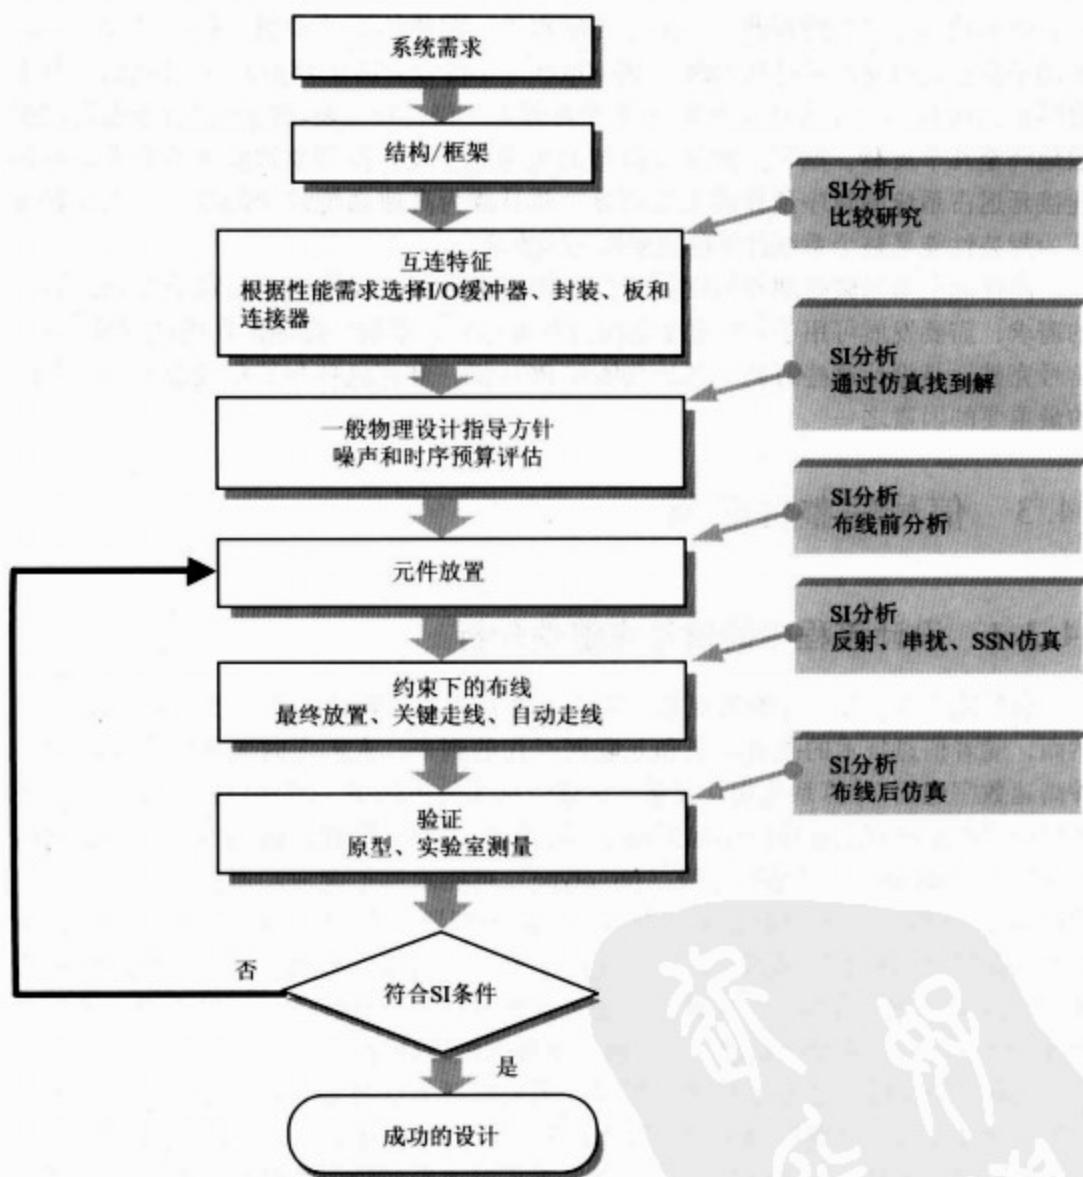 系统需求
结构/框架
SI分析
比较研究
互连特征
根据性能需求选择I/O缓冲器、封装、板和
连接器
SI分析
通过仿真找到解
一般物理设计指导方针
噪声和时序预算评估
SI分析
布线前分析
元件放置
SI分析
反射、串扰、SSN仿真
约束下的布线
最终放置、关键走线、自动走线
SI分析
布线后仿真
验证
原型、实验室测量
否
符合SI条件
是
成功的设计